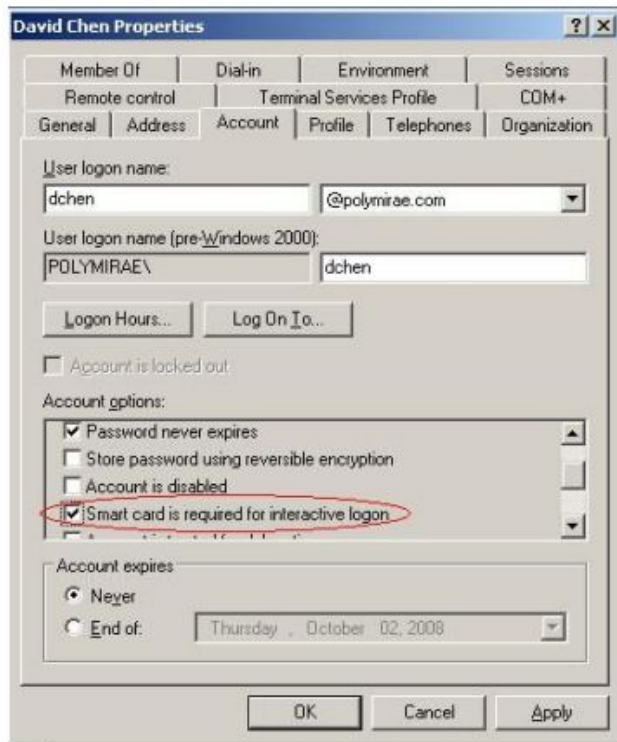 David Chen Properties
Member Of Dial-in Environment Sessions
Remote control Terminal Services Profile COM+
General Address Account Profile Telephones Organization
User logon name:
dchen @polymirae.com
User logon name (pre-Windows 2000):
POLYMIRAE\ dchen
Logon Hours... Log On To...
Account is locked out
Account options:
Password never expires
Store password using reversible encryption
Account is disabled
Smart card is required for interactive logon
Account expires
Never
End of: Thursday , October 02, 2008
OK Cancel Apply